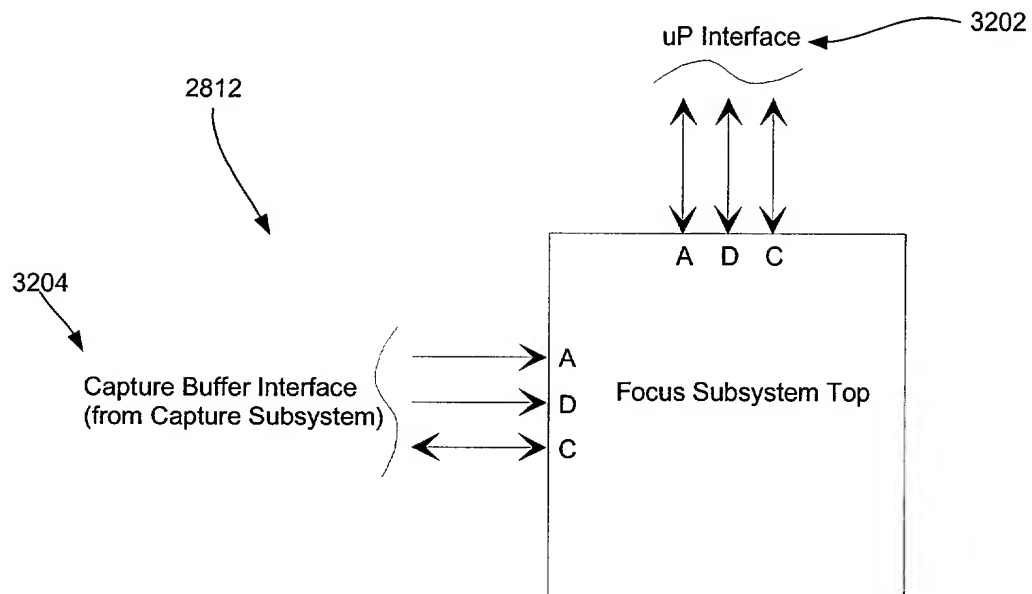 3202
uP Interface
2812
A D C
3204
A
Capture Buffer Interface
(from Capture Subsystem)
D
Focus Subsystem Top
C